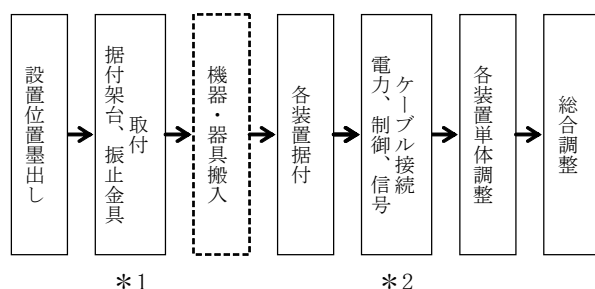 設置位置墨出し
据付架台、振止金具
取付
機器・器具搬入
各装置据付
ケーブル接続
電力、制御、信号
各装置単体調整
総合調整
＊1
＊2